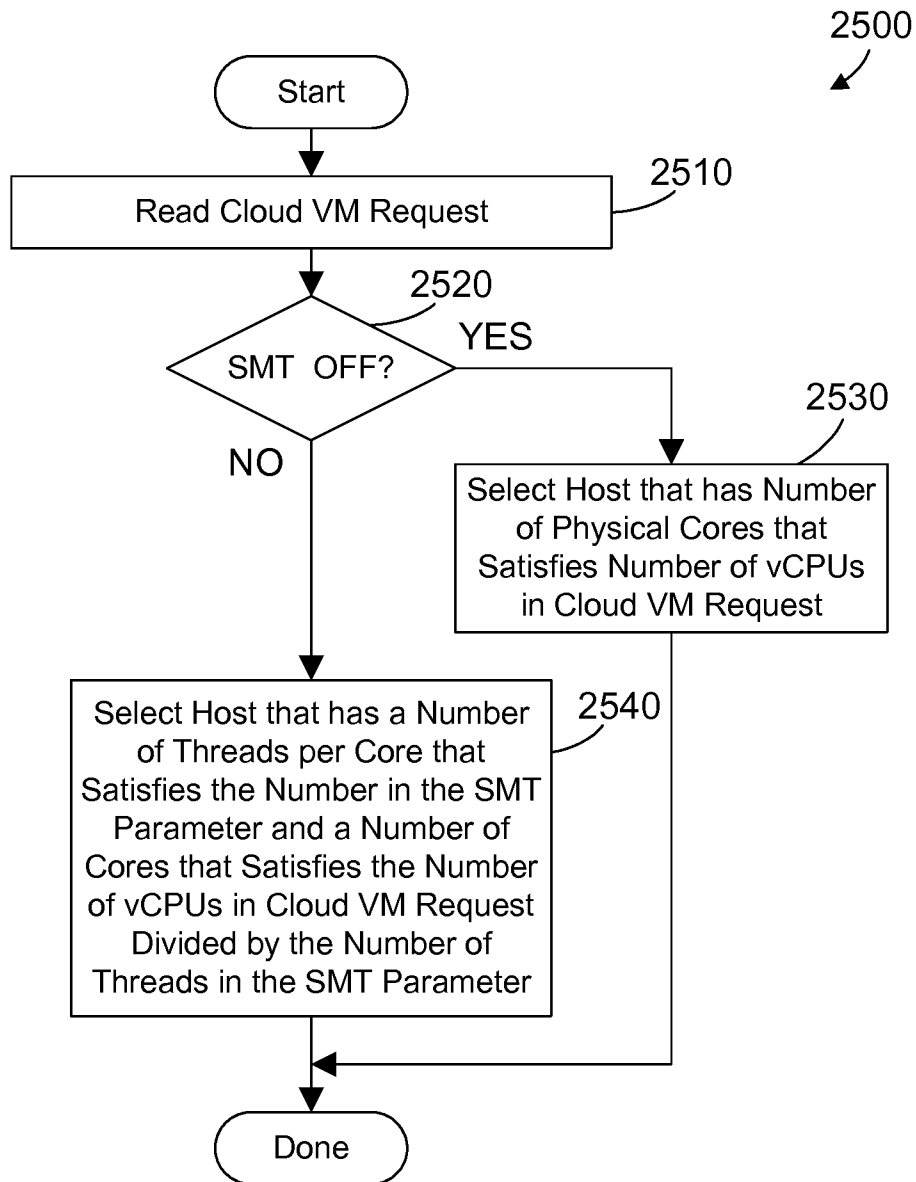 2500
Start
2510
Read Cloud VM Request
2520
SMT OFF?
YES
NO
2530
Select Host that has Number
of Physical Cores that
Satisfies Number of vCPUs
in Cloud VM Request
2540
Select Host that has a Number
of Threads per Core that
Satisfies the Number in the SMT
Parameter and a Number of
Cores that Satisfies the Number
of vCPUs in Cloud VM Request
Divided by the Number of
Threads in the SMT Parameter
Done